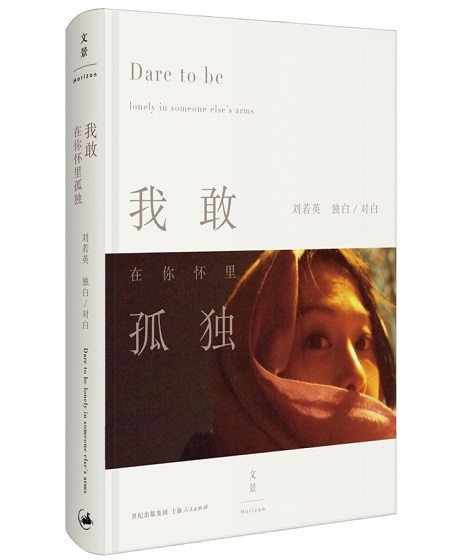 文
景
Horizon
我敢
在你怀里孤独
刘若英 独白/对白
Dare to be lonely in someone else's arms
Dare to be
lonely in someone else's arms
我敢
刘若英 独白/对白
在你怀里
孤独
文
景
Horizon
世纪出版集团 上海人民出版社